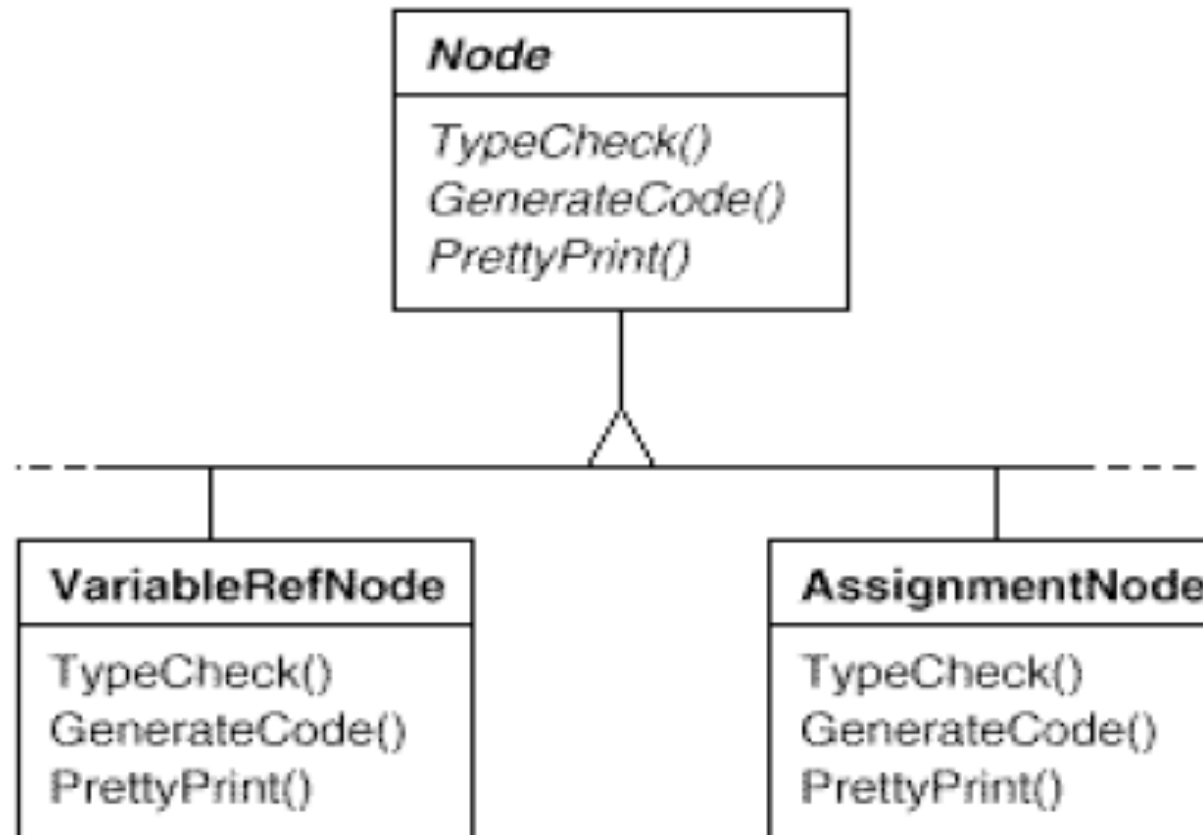 Node
TypeCheck()
GenerateCode()
PrettyPrint()
VariableRefNode
TypeCheck()
GenerateCode()
PrettyPrint()
AssignmentNode
TypeCheck()
GenerateCode()
PrettyPrint()